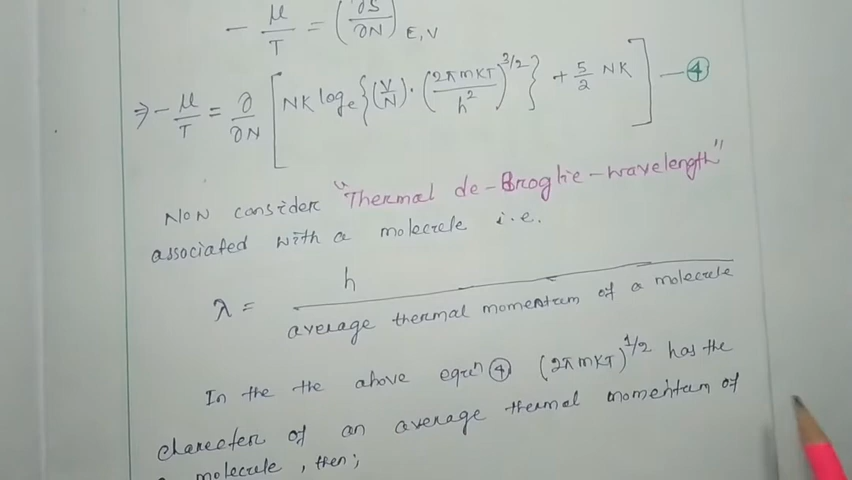 - μ/T = (∂S/∂N)E,V
⇒ - μ/T = ∂/∂N [NK logₑ{(V/N)·(2πmKT/h²)^3/2} + 5/2 NK] — ④
Now consider "Thermal de-Broglie-wavelength"
associated with a molecule i.e.
λ = h / average thermal momentum of a molecule
In the the above eqⁿ ④ (2πmKT)^1/2 has the
character of an average thermal momentum of
molecule, then;